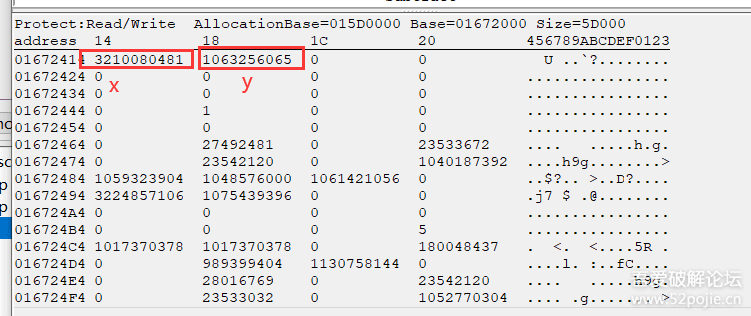 Protect:Read/Write AllocationBase=015D0000 Base=01672000 Size=5D000
address 14 18 1C 20 456789ABCDEF0123
01672414 3210080481 1063256065 0 0 U ..`?........
x y
01672424 0 0 0 0 ................
01672434 0 0 0 0 ................
01672444 0 1 0 0 .... ...........
01672454 0 0 0 0 ................
01672464 0 27492481 0 23533672 .... .....h.g.
01672474 0 23542120 0 1040187392 ....h9g........>
01672484 1059323904 1048576000 1061421056 0 ..$?.. >..D?....
01672494 3224857106 1075439396 0 0 .j7 $ .@........
016724A4 0 0 0 0 ................
016724B4 0 0 0 5 ............ ...
016724C4 1017370378 1017370378 0 180048437 . <. <....5R .
016724D4 0 989399404 1130758144 0 ....l. :..fC....
016724E4 0 28016769 0 23542120 .... .....h9g.
016724F4 0 23533032 0 1052770304 .... .g........>
吾爱破解论坛
www.52pojie.cn